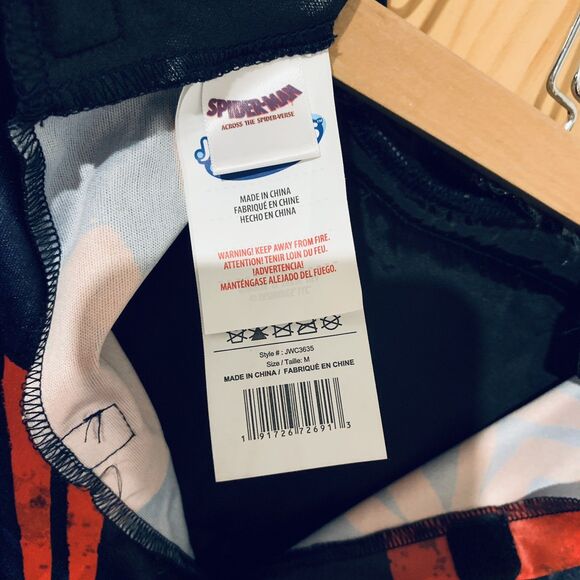 SPIDER-MAN
ACROSS THE SPIDER-VERSE
MADE IN CHINA
FABRIQUÉ EN CHINE
HECHO EN CHINA
WARNING! KEEP AWAY FROM FIRE.
ATTENTION! TENIR LOIN DU FEU.
!ADVERTENCIA!
MANTÉNGASE ALEJADO DEL FUEGO.
Style # : JWC3635
Size / Taille: M
MADE IN CHINA / FABRIQUÉ EN CHINE
1 91726 72691 3